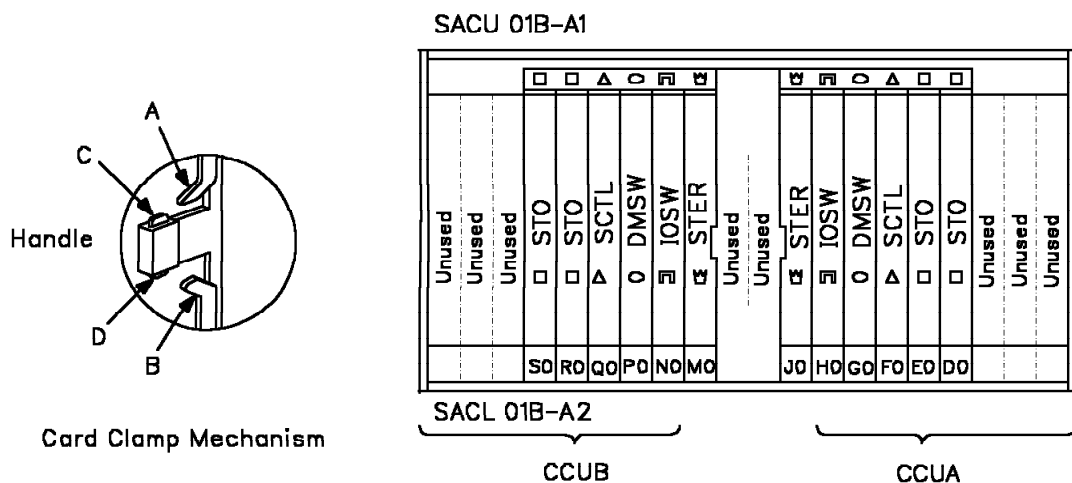 SACU 01B-A1
A
C
Handle
D
B
Card Clamp Mechanism
Unused
Unused
Unused
STO
STO
SCTL
DMSW
IOSW
STER
Unused
Unused
STER
IOSW
DMSW
SCTL
STO
STO
Unused
Unused
Unused
S0 R0 Q0 P0 N0 M0 J0 H0 G0 F0 E0 D0
SACL 01B-A2
CCUB CCUA